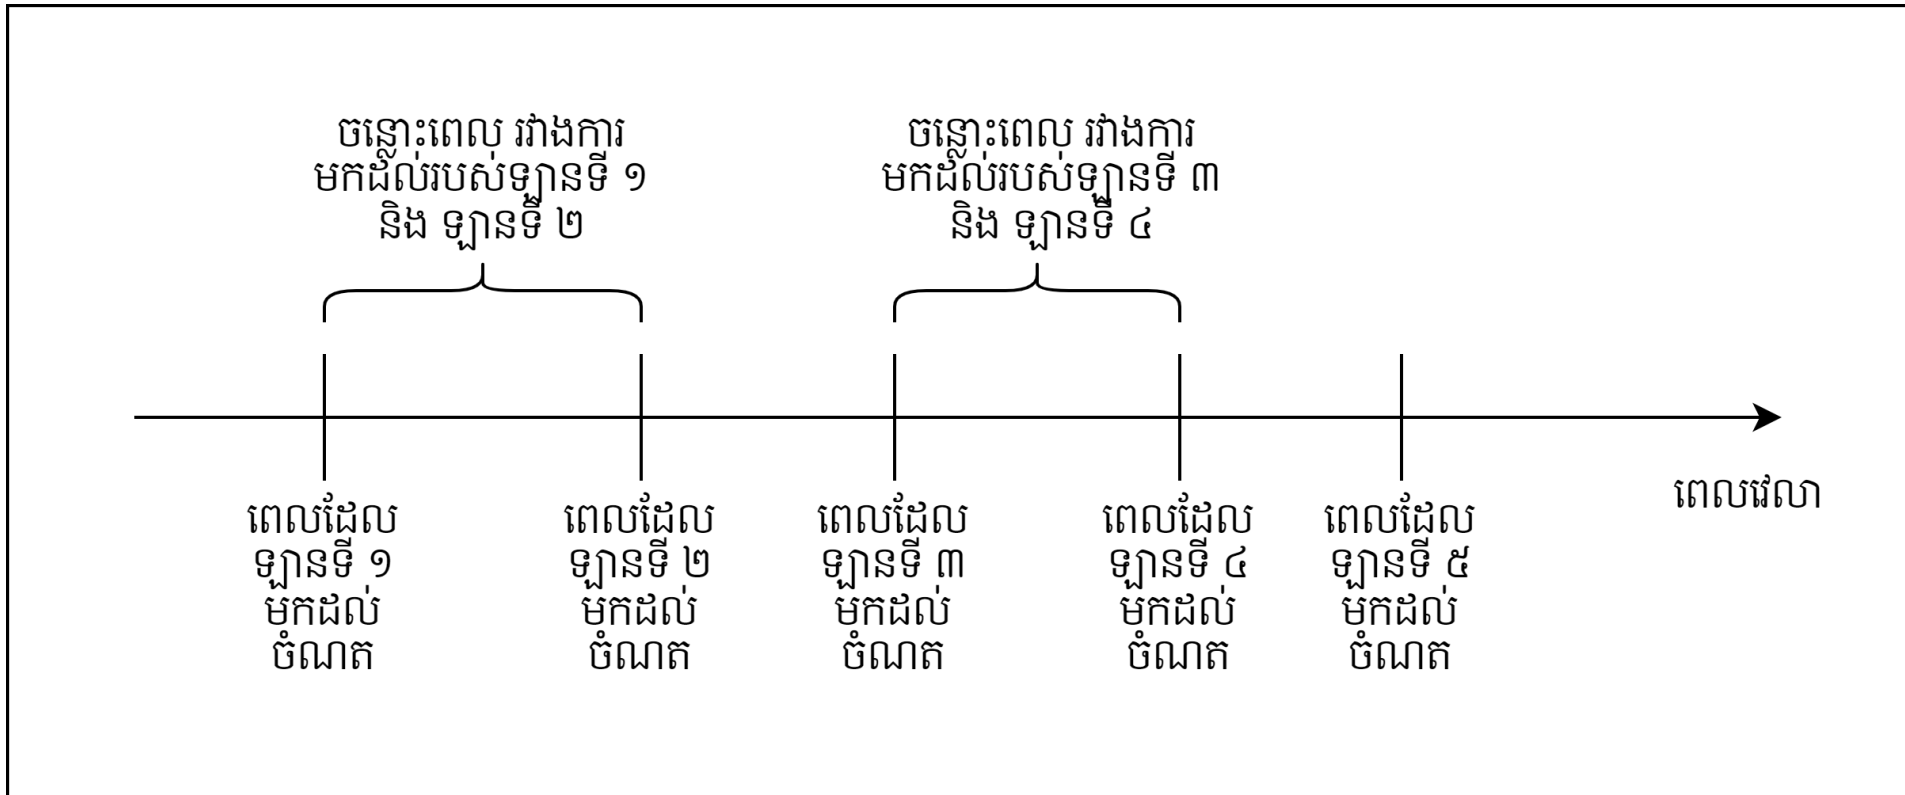 ចន្លោះពេល រវាងការ
មកដល់របស់ឡានទី ១
និង ឡានទី ២
ចន្លោះពេល រវាងការ
មកដល់របស់ឡានទី ៣
និង ឡានទី ៤
ពេលវេលា
ពេលដែល
ឡានទី ១
មកដល់
ចំណត
ពេលដែល
ឡានទី ២
មកដល់
ចំណត
ពេលដែល
ឡានទី ៣
មកដល់
ចំណត
ពេលដែល
ឡានទី ៤
មកដល់
ចំណត
ពេលដែល
ឡានទី ៥
មកដល់
ចំណត